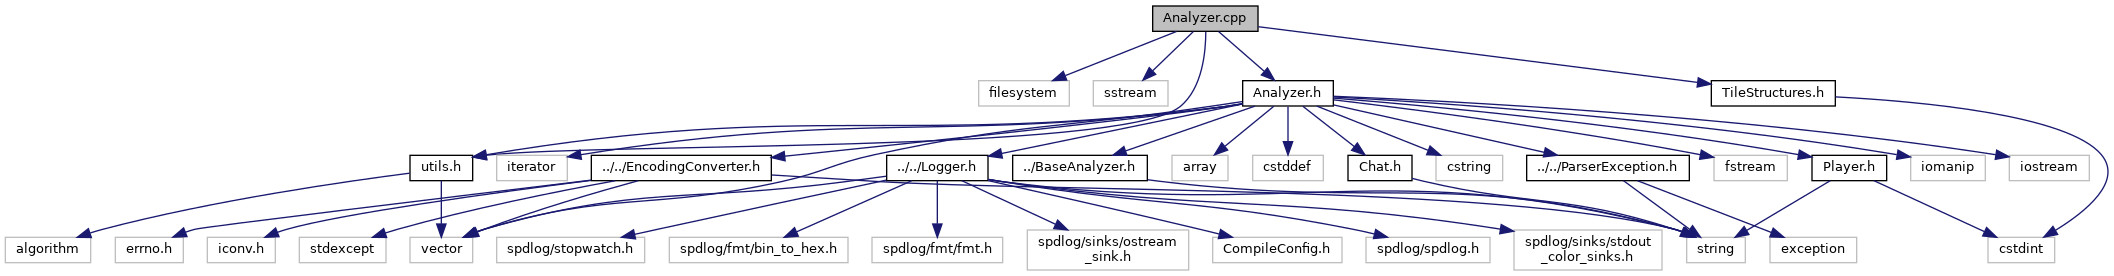 Analyzer.cpp
filesystem
sstream
Analyzer.h
TileStructures.h
utils.h
iterator
../../EncodingConverter.h
../../Logger.h
../BaseAnalyzer.h
array
cstddef
Chat.h
cstring
../../ParserException.h
fstream
Player.h
iomanip
iostream
algorithm
errno.h
iconv.h
stdexcept
vector
spdlog/stopwatch.h
spdlog/fmt/bin_to_hex.h
spdlog/fmt/fmt.h
spdlog/sinks/ostream
_sink.h
CompileConfig.h
spdlog/spdlog.h
spdlog/sinks/stdout
_color_sinks.h
string
exception
cstdint